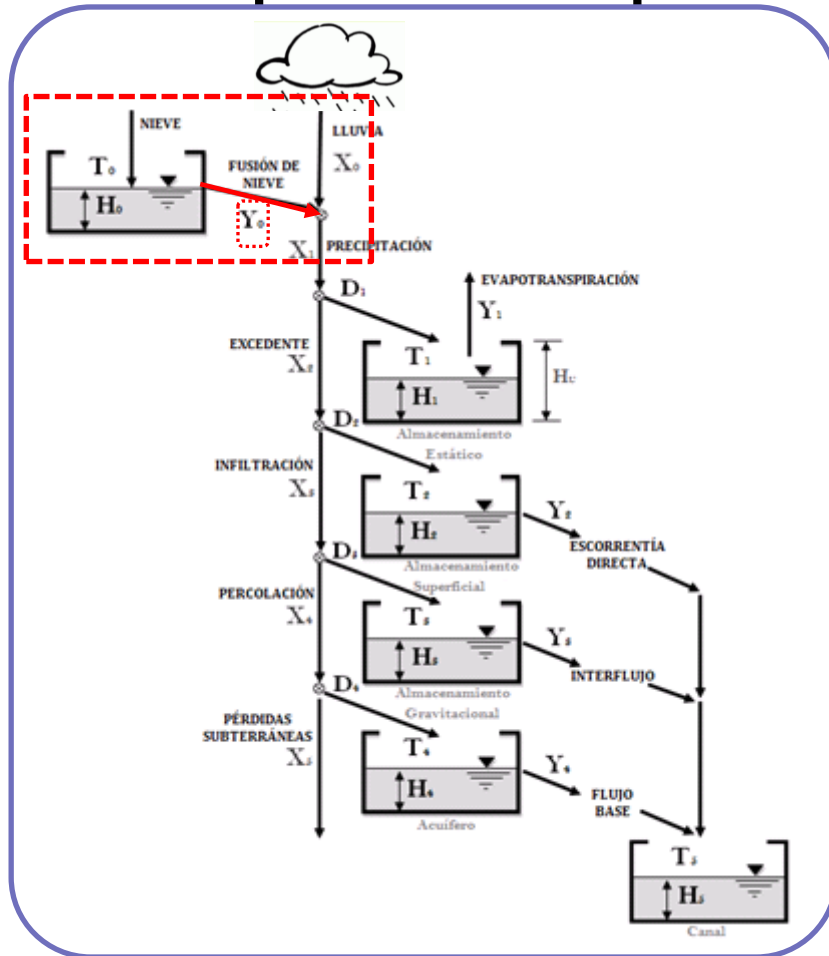 NIEVE
LLUVIA
T₀
FUSIÓN DE
NIEVE
X₀
H₀
Y₀
X₁ PRECIPITACIÓN
D₁
EVAPOTRANSPIRACIÓN
Y₁
EXCEDENTE
X₂
T₁
H₁
Hᵤ
D₂
Almacenamiento
Estático
INFILTRACIÓN
X₃
T₂
H₂
Y₂
ESCORRENTÍA
DIRECTA
D₃
Almacenamiento
Superficial
PERCOLACIÓN
X₄
T₃
H₃
Y₃
INTERFLUJO
D₄
Almacenamiento
Gravitacional
PÉRDIDAS
SUBTERRÁNEAS
X₅
T₄
H₄
Y₄
FLUJO
BASE
Acuífero
T₅
H₅
Canal